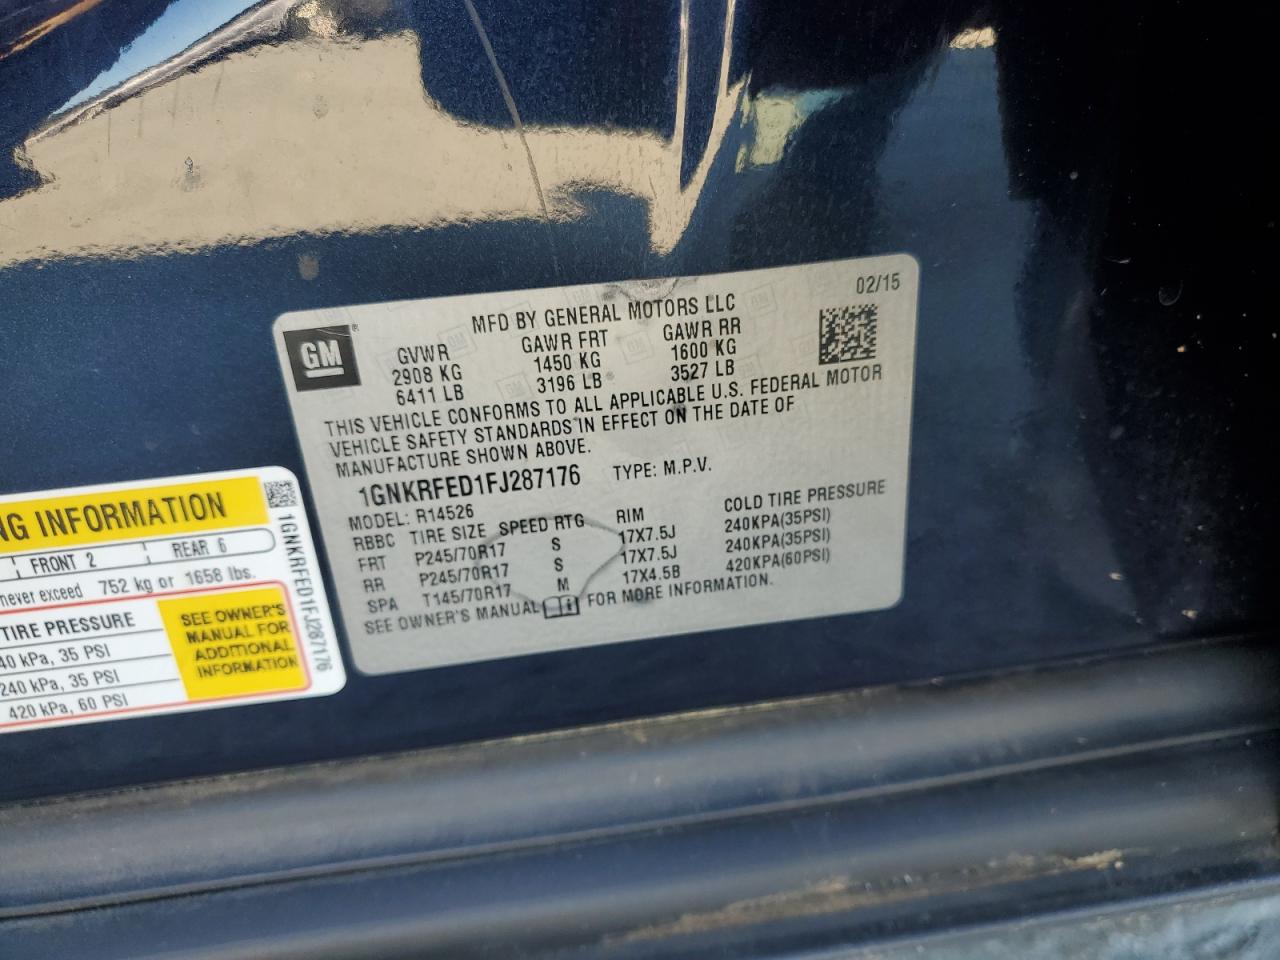 02/15
MFD BY GENERAL MOTORS LLC
GM
GVWR GAWR FRT GAWR RR
2908 KG 1450 KG 1600 KG
6411 LB 3196 LB 3527 LB
THIS VEHICLE CONFORMS TO ALL APPLICABLE U.S. FEDERAL MOTOR
VEHICLE SAFETY STANDARDS IN EFFECT ON THE DATE OF
MANUFACTURE SHOWN ABOVE.
1GNKRFED1FJ287176 TYPE: M.P.V.
MODEL: R14526
RBBC TIRE SIZE SPEED RTG RIM COLD TIRE PRESSURE
FRT P245/70R17 S 17X7.5J 240KPA(35PSI)
RR P245/70R17 S 17X7.5J 240KPA(35PSI)
SPA T145/70R17 M 17X4.5B 420KPA(60PSI)
SEE OWNER'S MANUAL FOR MORE INFORMATION.
NG INFORMATION
FRONT 2 REAR 6
never exceed 752 kg or 1658 lbs.
TIRE PRESSURE
40 kPa, 35 PSI
240 kPa, 35 PSI
420 kPa, 60 PSI
SEE OWNER'S
MANUAL FOR
ADDITIONAL
INFORMATION
1GNKRFED1FJ287176